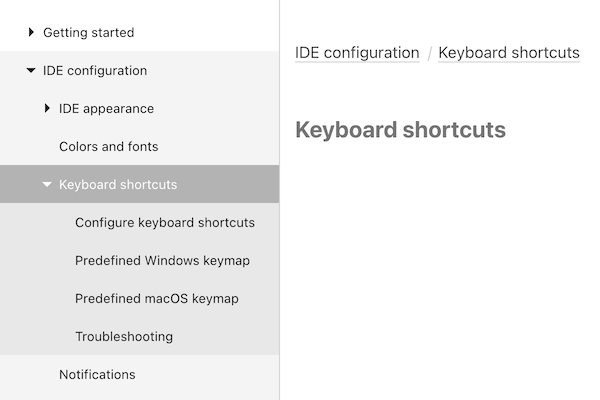 Getting started
IDE configuration
IDE appearance
Colors and fonts
Keyboard shortcuts
Configure keyboard shortcuts
Predefined Windows keymap
Predefined macOS keymap
Troubleshooting
Notifications
IDE configuration / Keyboard shortcuts
Keyboard shortcuts